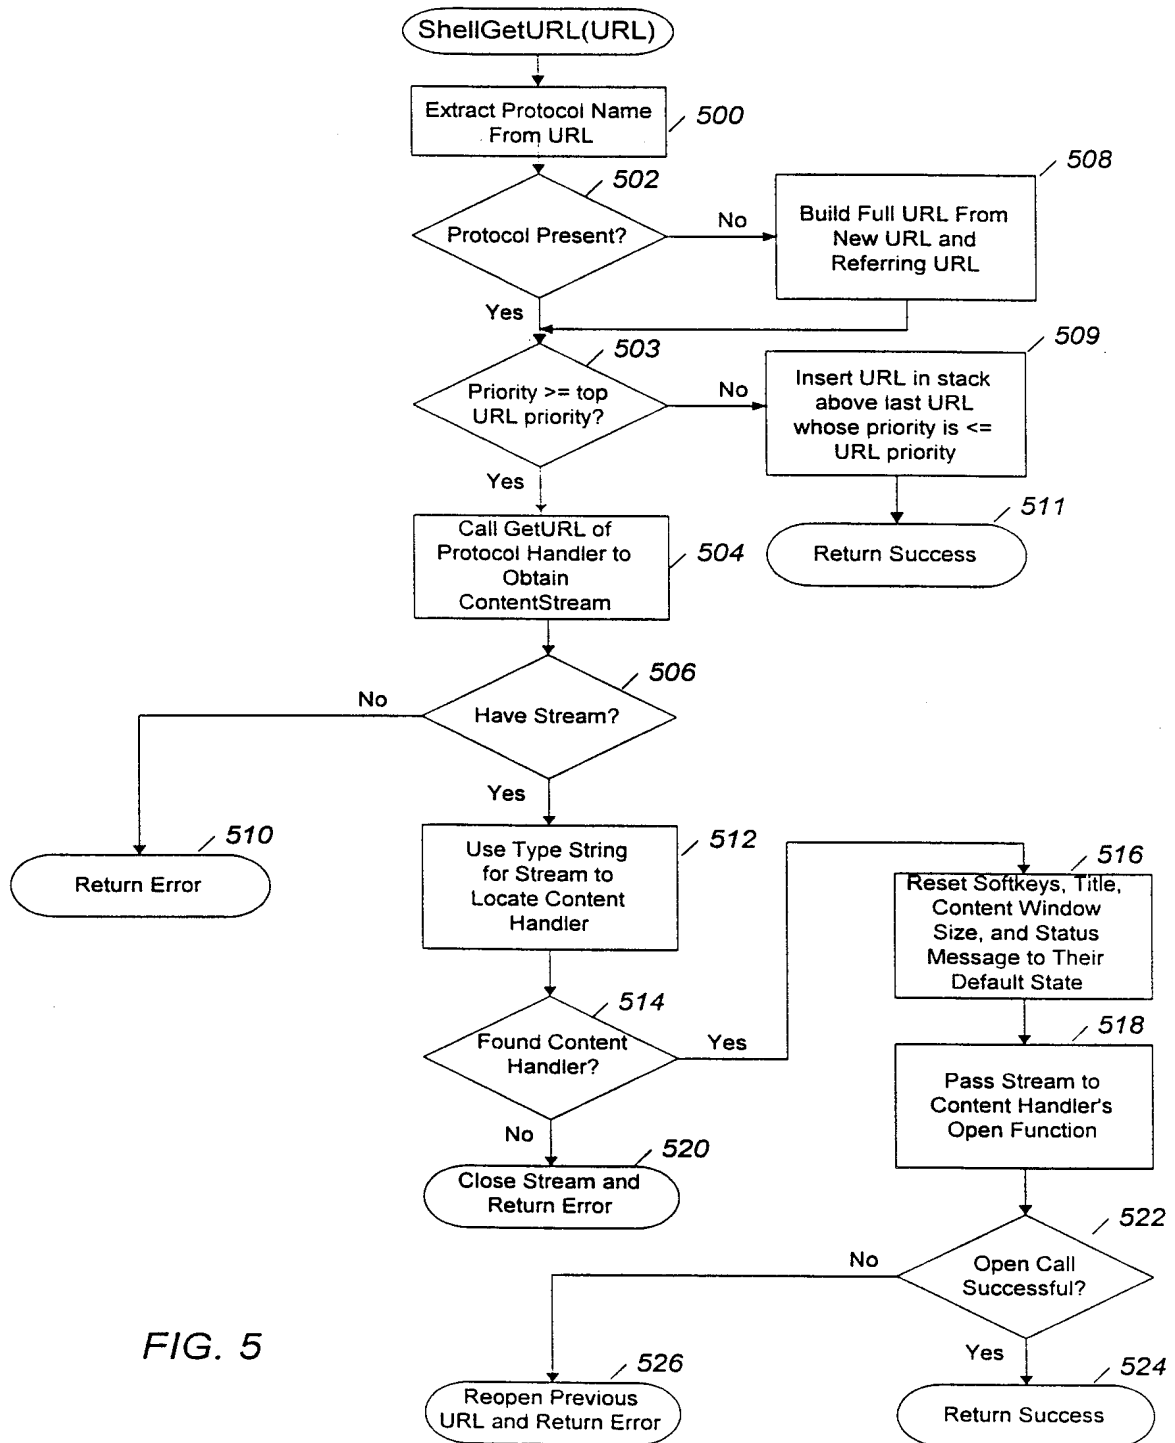 ShellGetURL(URL)
Extract Protocol Name
From URL
500
502
Protocol Present?
No
508
Build Full URL From
New URL and
Referring URL
Yes
503
Priority >= top
URL priority?
No
509
Insert URL in stack
above last URL
whose priority is <=
URL priority
Yes
511
Return Success
Call GetURL of
Protocol Handler to
Obtain
ContentStream
504
506
Have Stream?
No
Yes
510
Return Error
512
Use Type String
for Stream to
Locate Content
Handler
516
Reset Softkeys, Title,
Content Window
Size, and Status
Message to Their
Default State
514
Found Content
Handler?
Yes
No
518
Pass Stream to
Content Handler's
Open Function
520
Close Stream and
Return Error
522
Open Call
Successful?
No
Yes
526
Reopen Previous
URL and Return Error
524
Return Success
FIG. 5